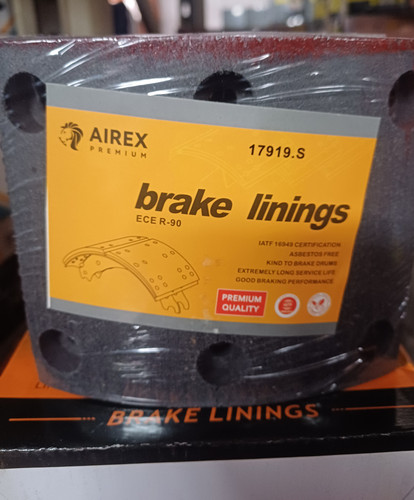 AIREX
PREMIUM
17919.S
brake linings
ECE R-90
IATF 16949 CERTIFICATION
ASBESTOS FREE
KIND TO BRAKE DRUMS
EXTREMELY LONG SERVICE LIFE
GOOD BRAKING PERFORMANCE
PREMIUM
QUALITY
BRAKE LININGS